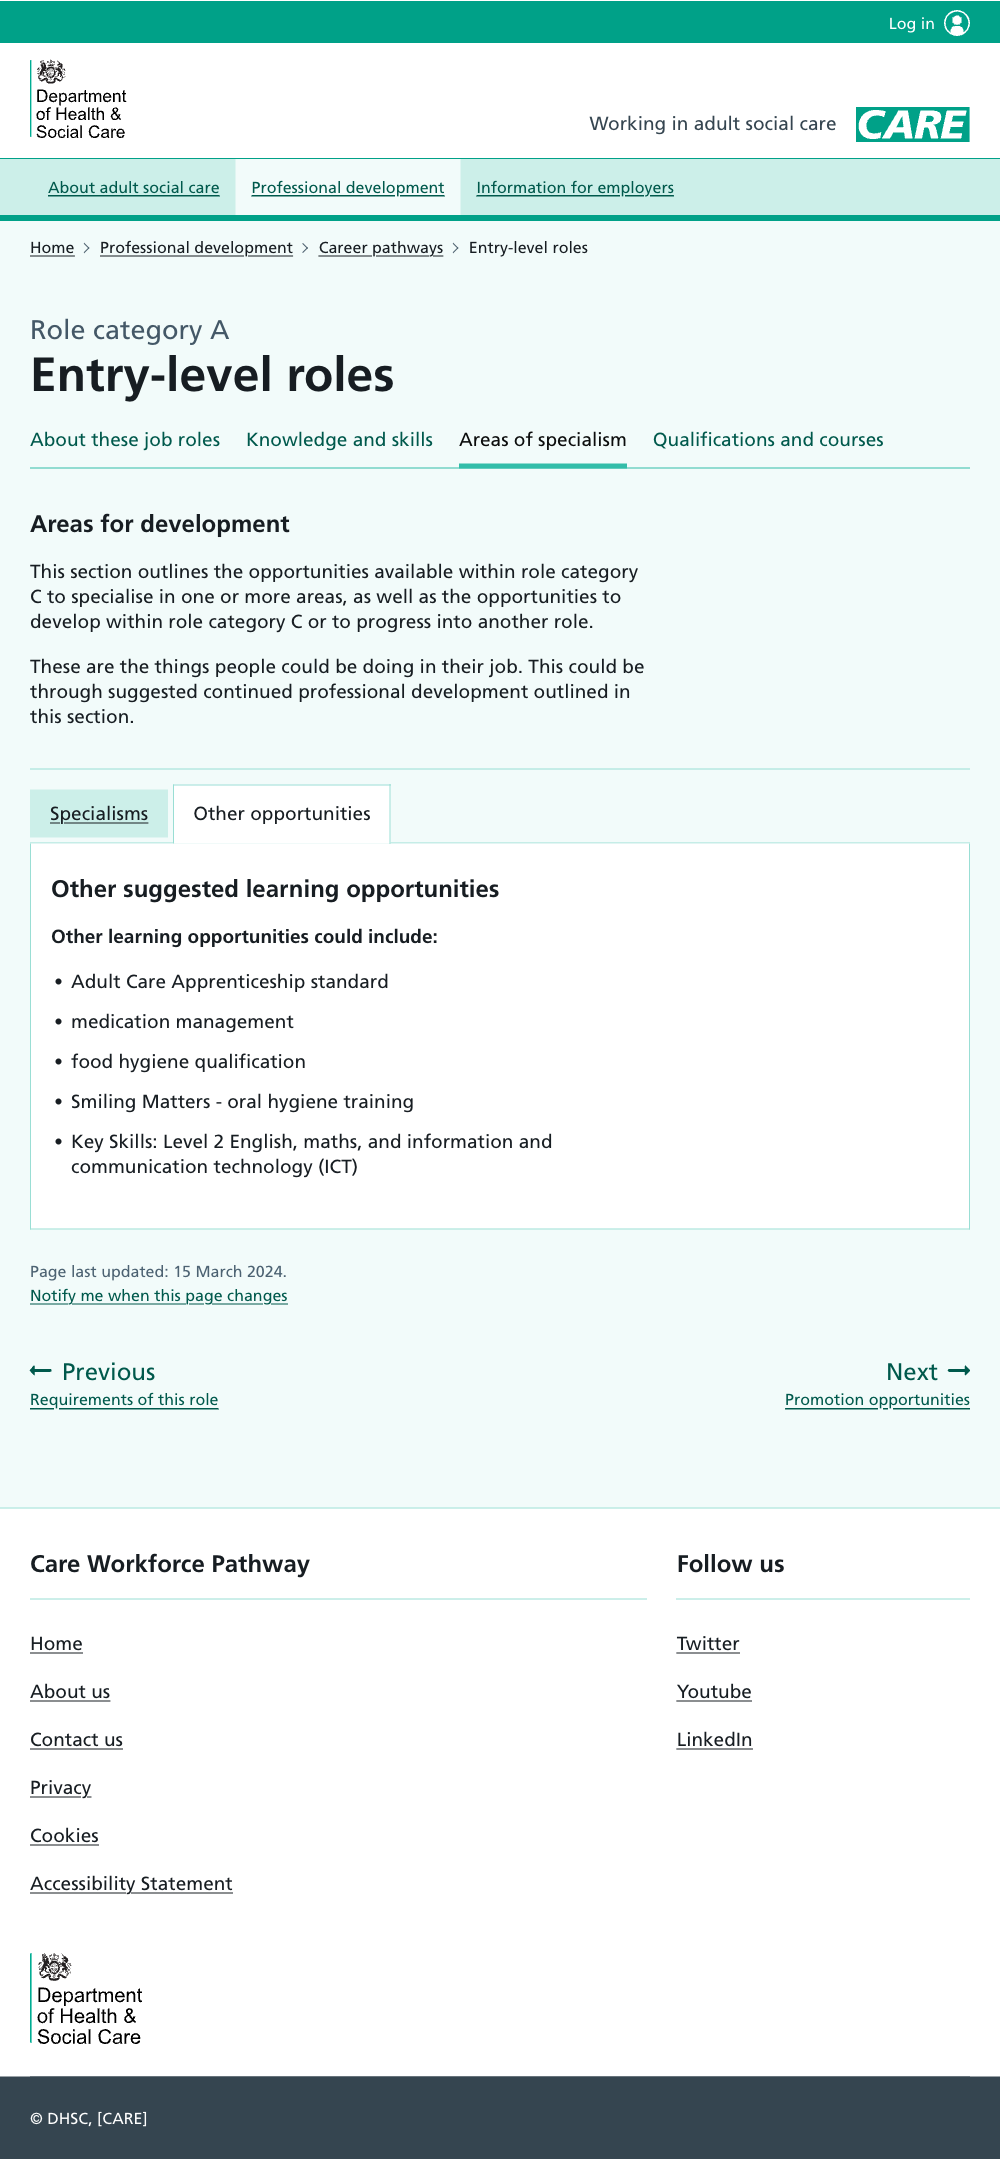 Log in
Department
of Health &
Social Care
Working in adult social care CARE
About adult social care Professional development Information for employers
Home Professional development Career pathways Entry-level roles
Role category A
Entry-level roles
About these job roles Knowledge and skills Areas of specialism Qualifications and courses
Areas for development
This section outlines the opportunities available within role category
C to specialise in one or more areas, as well as the opportunities to
develop within role category C or to progress into another role.
These are the things people could be doing in their job. This could be
through suggested continued professional development outlined in
this section.
Specialisms Other opportunities
Other suggested learning opportunities
Other learning opportunities could include:
• Adult Care Apprenticeship standard
• medication management
• food hygiene qualification
• Smiling Matters - oral hygiene training
• Key Skills: Level 2 English, maths, and information and
communication technology (ICT)
Page last updated: 15 March 2024.
Notify me when this page changes
← Previous Next →
Requirements of this role Promotion opportunities
Care Workforce Pathway
Home
About us
Contact us
Privacy
Cookies
Accessibility Statement
Follow us
Twitter
Youtube
LinkedIn
Department
of Health &
Social Care
© DHSC, [CARE]